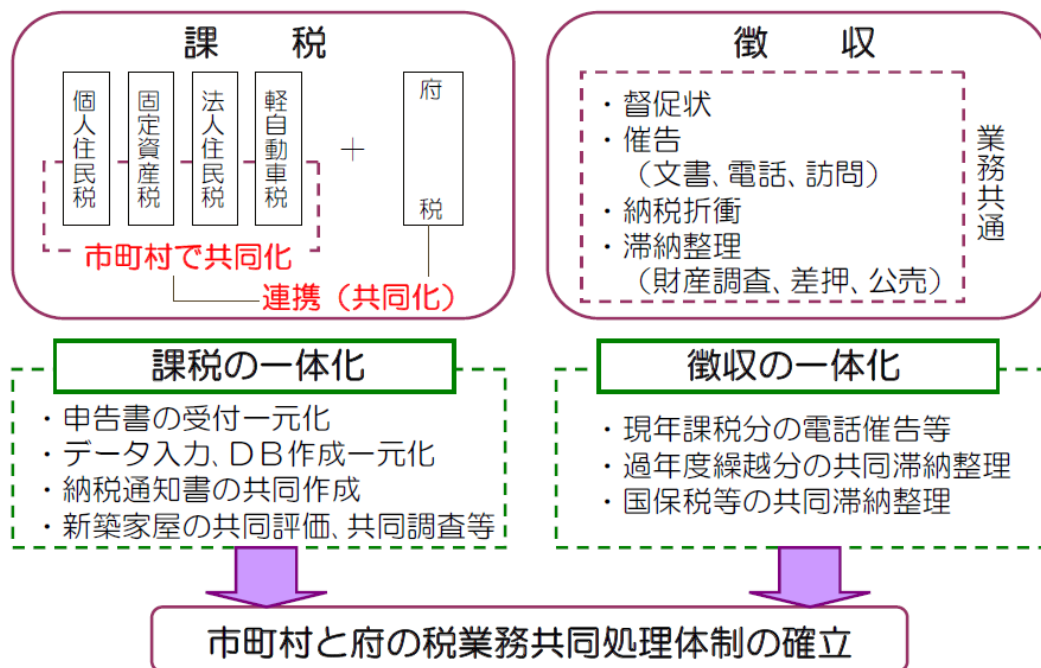 課　税
個人住民税
固定資産税
法人住民税
軽自動車税
＋
府税
市町村で共同化
連携（共同化）
徴　収
・督促状
・催告
（文書、電話、訪問）
・納税折衝
・滞納整理
（財産調査、差押、公売）
業務共通
課税の一体化
・申告書の受付一元化
・データ入力、ＤＢ作成一元化
・納税通知書の共同作成
・新築家屋の共同評価、共同調査等
徴収の一体化
・現年課税分の電話催告等
・過年度繰越分の共同滞納整理
・国保税等の共同滞納整理
市町村と府の税業務共同処理体制の確立